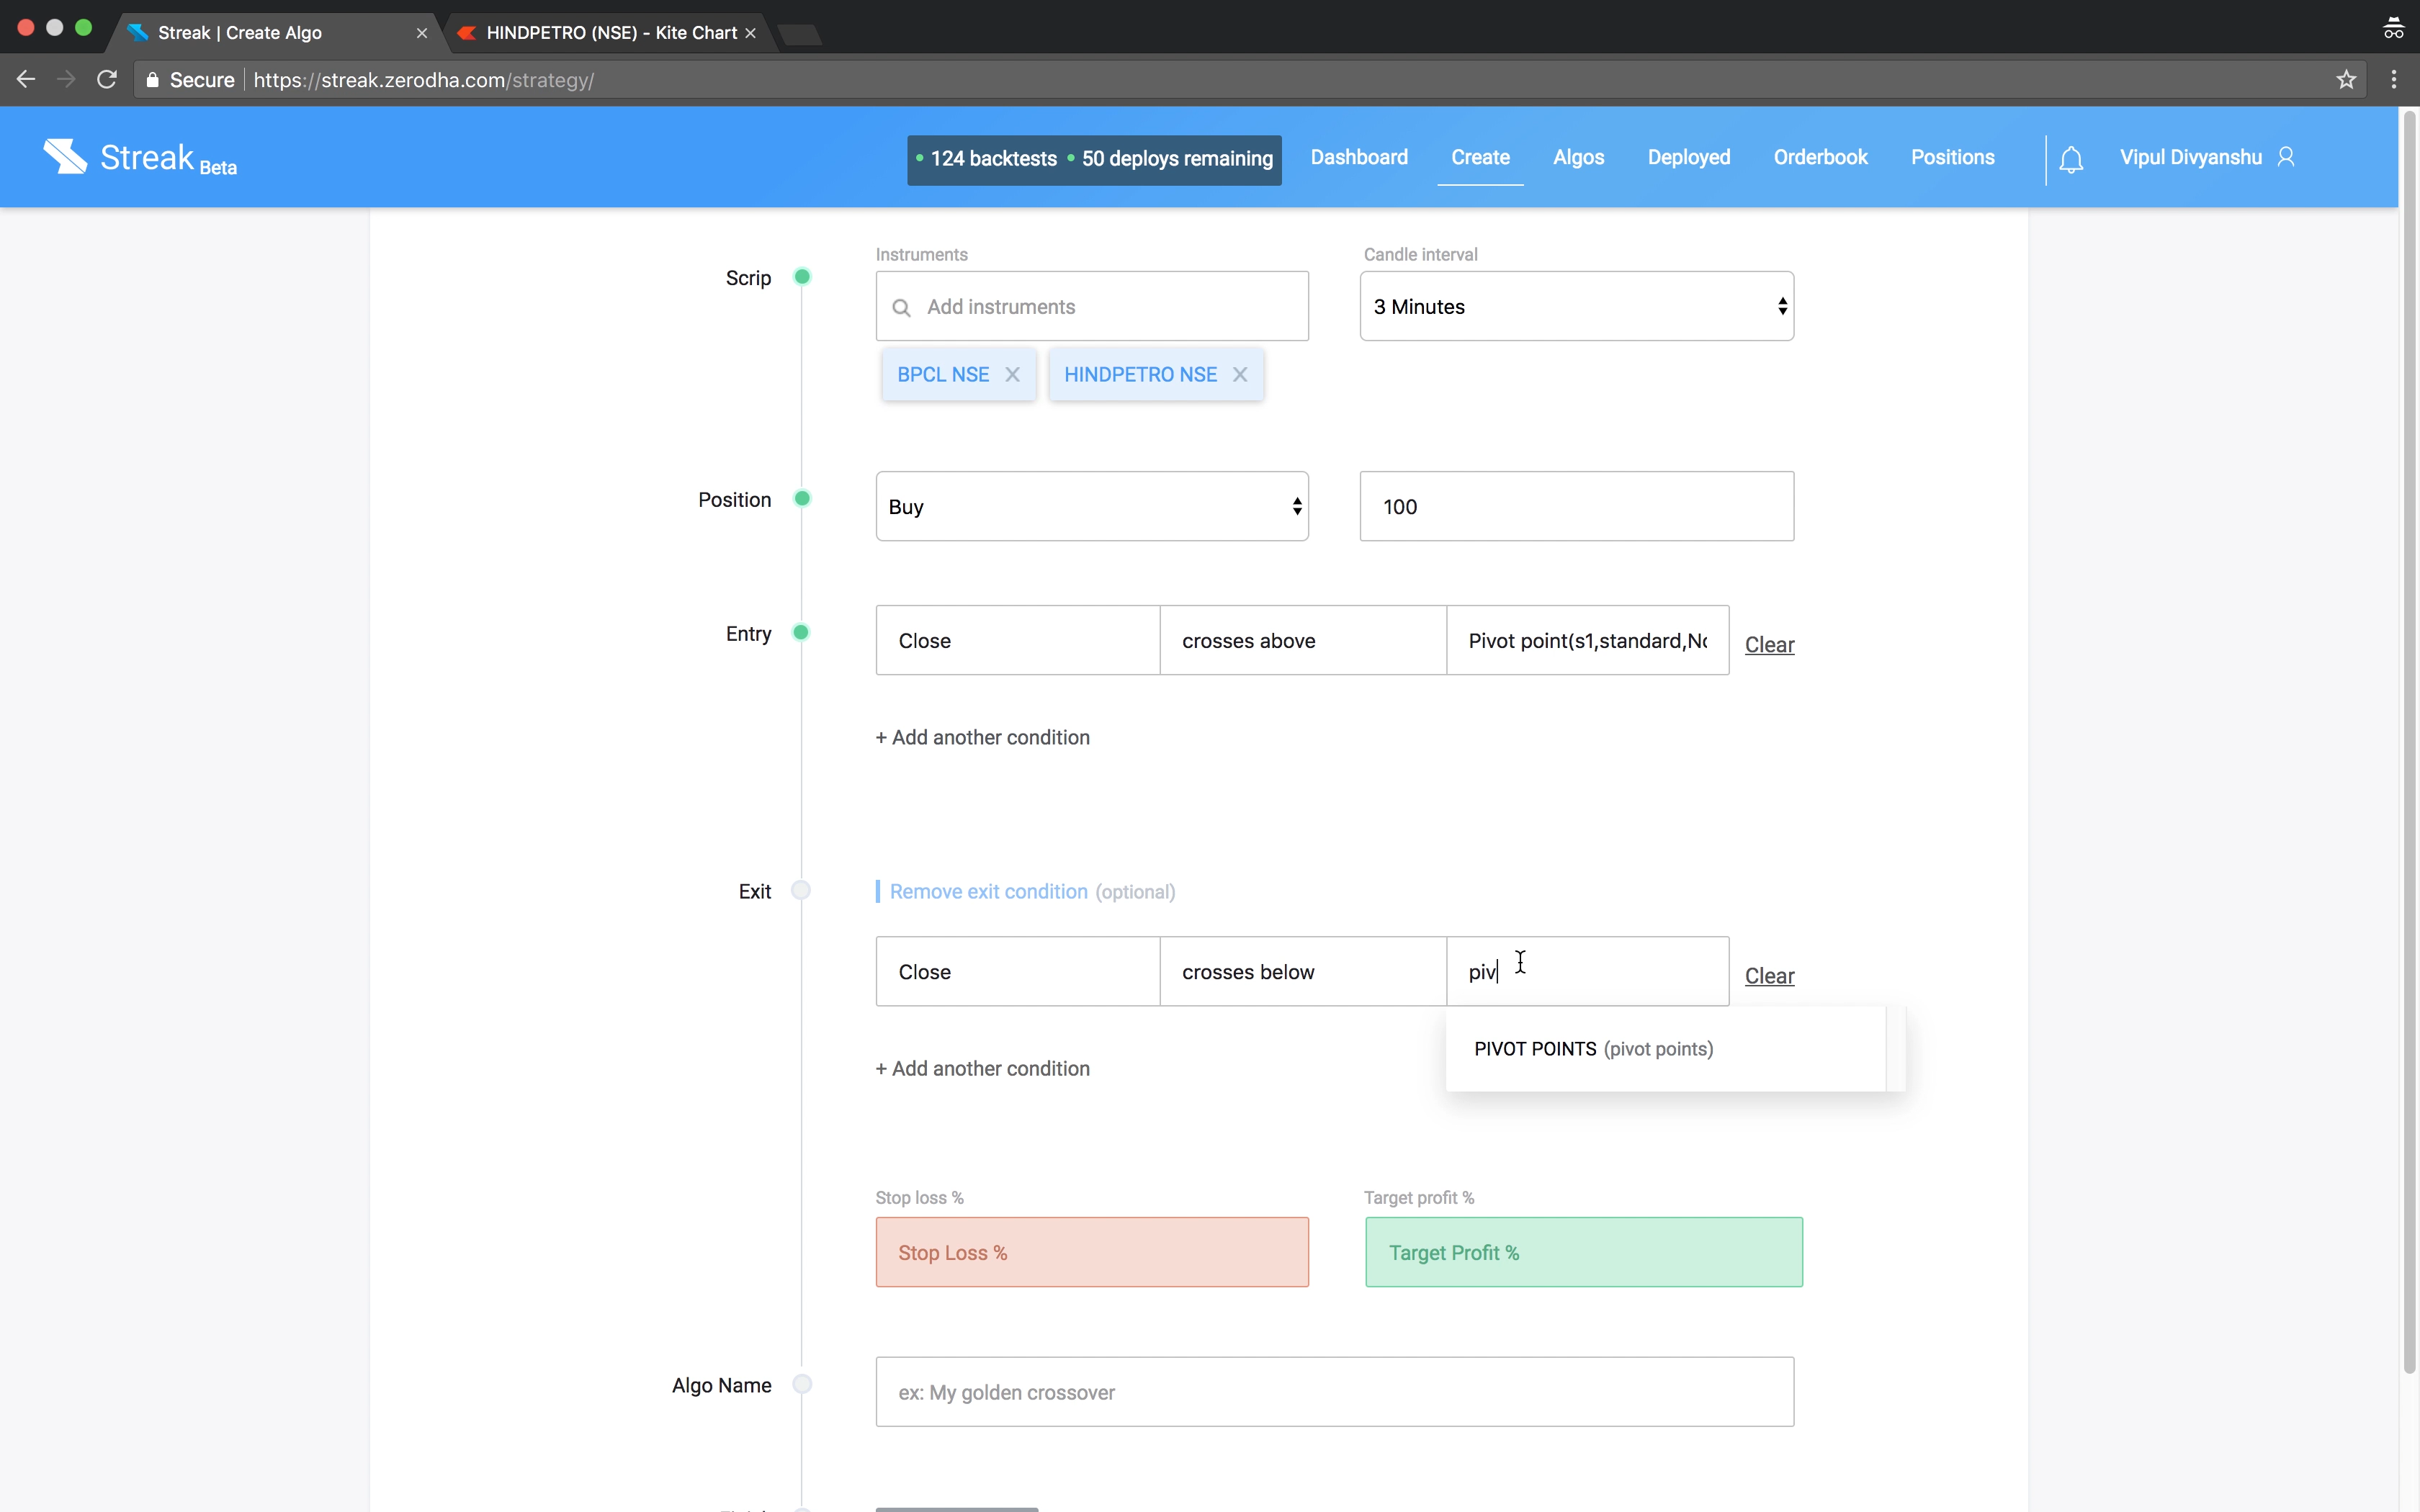 Streak | Create Algo
HINDPETRO (NSE) - Kite Chart
Secure
https://streak.zerodha.com/strategy/
Streak Beta
124 backtests • 50 deploys remaining
Dashboard
Create
Algos
Deployed
Orderbook
Positions
Vipul Divyanshu
Instruments
Candle interval
Scrip
Add instruments
3 Minutes
BPCL NSE
HINDPETRO NSE
Position
Buy
100
Entry
Close
crosses above
Pivot point(s1,standard,No
Clear
+ Add another condition
Exit
Remove exit condition (optional)
Close
crosses below
piv
Clear
PIVOT POINTS (pivot points)
+ Add another condition
Stop loss %
Target profit %
Stop Loss %
Target Profit %
Algo Name
ex: My golden crossover